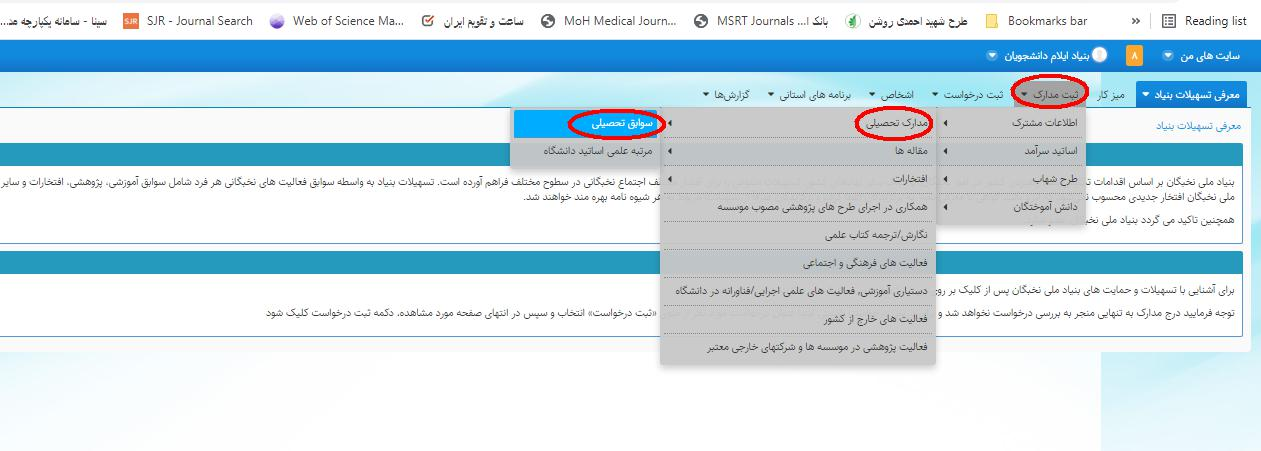 سینا - سامانه یکپارچه هد...
SJR SJR - Journal Search
Web of Science Ma...
ساعت و تقویم ایران
MoH Medical Journ...
MSRT Journals بانک ا...
طرح شهید احمدی روشن
Bookmarks bar
»
Reading list
سایت های من
۸
بنیاد ایلام دانشجویان
معرفی تسهیلات بنیاد
میز کار
ثبت مدارک
ثبت درخواست
اشخاص
برنامه های استانی
گزارش‌ها
معرفی تسهیلات بنیاد
اطلاعات مشترک
اساتید سرآمد
طرح شهاب
دانش آموختگان
مدارک تحصیلی
مقاله ها
افتخارات
همکاری در اجرای طرح های پژوهشی مصوب موسسه
نگارش/ترجمه کتاب علمی
فعالیت های فرهنگی و اجتماعی
دستیاری آموزشی, فعالیت های علمی اجرایی/فناورانه در دانشگاه
فعالیت های خارج از کشور
فعالیت پژوهشی در موسسه ها و شرکتهای خارجی معتبر
سوابق تحصیلی
مرتبه علمی اساتید دانشگاه
بنیاد ملی نخبگان بر اساس اقدامات
ف اجتماع نخبگانی در سطوح مختلف فراهم آورده است. تسهیلات بنیاد به واسطه سوابق فعالیت های نخبگانی هر فرد شامل سوابق آموزشی، پژوهشی، افتخارات و سایر
ملی نخبگان افتخار جدیدی محسوب
هر شیوه نامه بهره مند خواهند شد.
همچنین تاکید می گردد بنیاد ملی
برای آشنایی با تسهیلات و حمایت های بنیاد ملی نخبگان پس از کلیک بر روی
توجه فرمایید درج مدارک به تنهایی منجر به بررسی درخواست نخواهد شد و
«ثبت درخواست» انتخاب و سپس در انتهای صفحه مورد مشاهده، دکمه ثبت درخواست کلیک شود